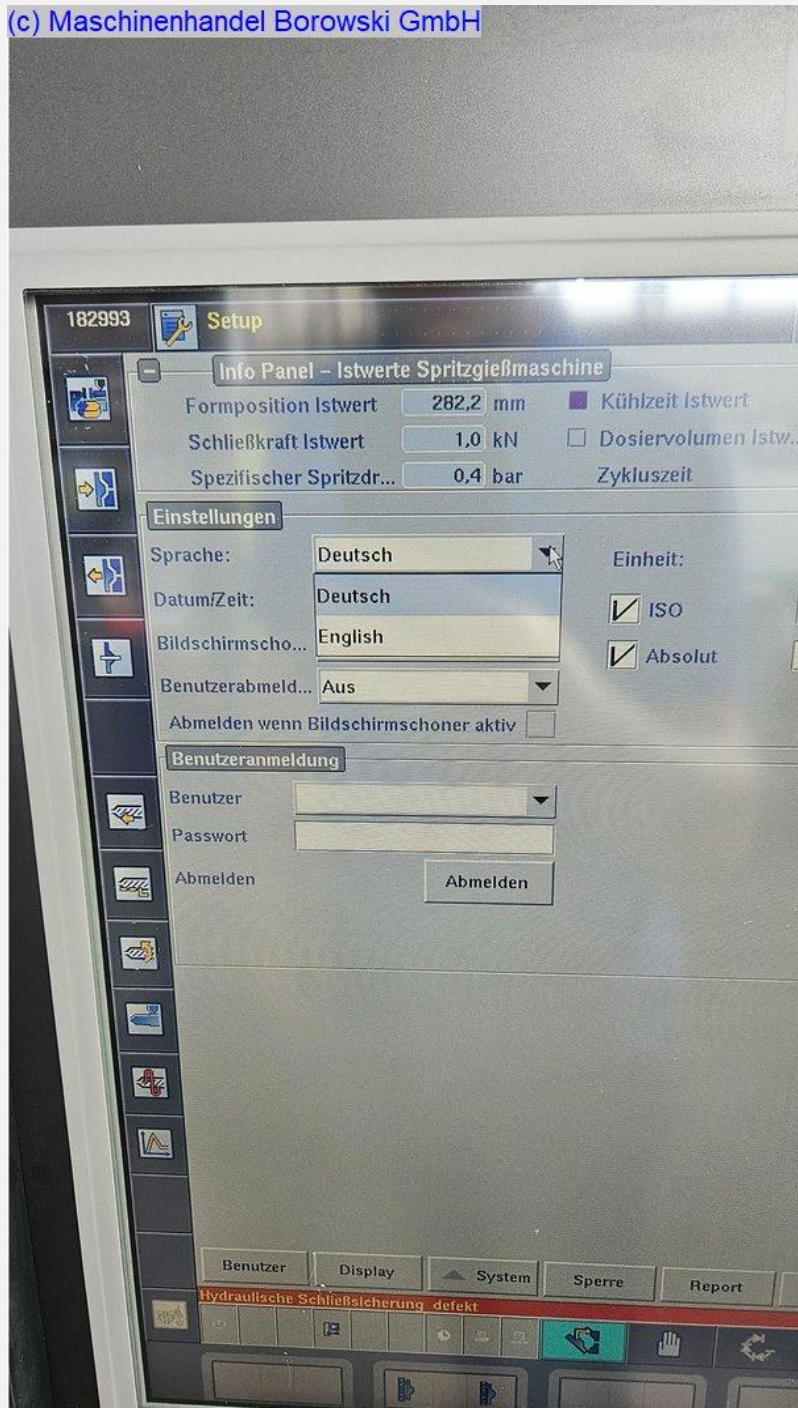 (c) Maschinenhandel Borowski GmbH
182993 Setup
Info Panel – Istwerte Spritzgießmaschine
Formposition Istwert 282,2 mm Kühlzeit Istwert
Schließkraft Istwert 1,0 kN Dosiervolumen Istw...
Spezifischer Spritzdr... 0,4 bar Zykluszeit
Einstellungen
Sprache: Deutsch Einheit:
Datum/Zeit: Deutsch ISO
Bildschirmscho... English Absolut
Benutzerabmeld... Aus
Abmelden wenn Bildschirmschoner aktiv
Benutzeranmeldung
Benutzer
Passwort
Abmelden Abmelden
Benutzer Display System Sperre Report
Hydraulische Schließsicherung defekt